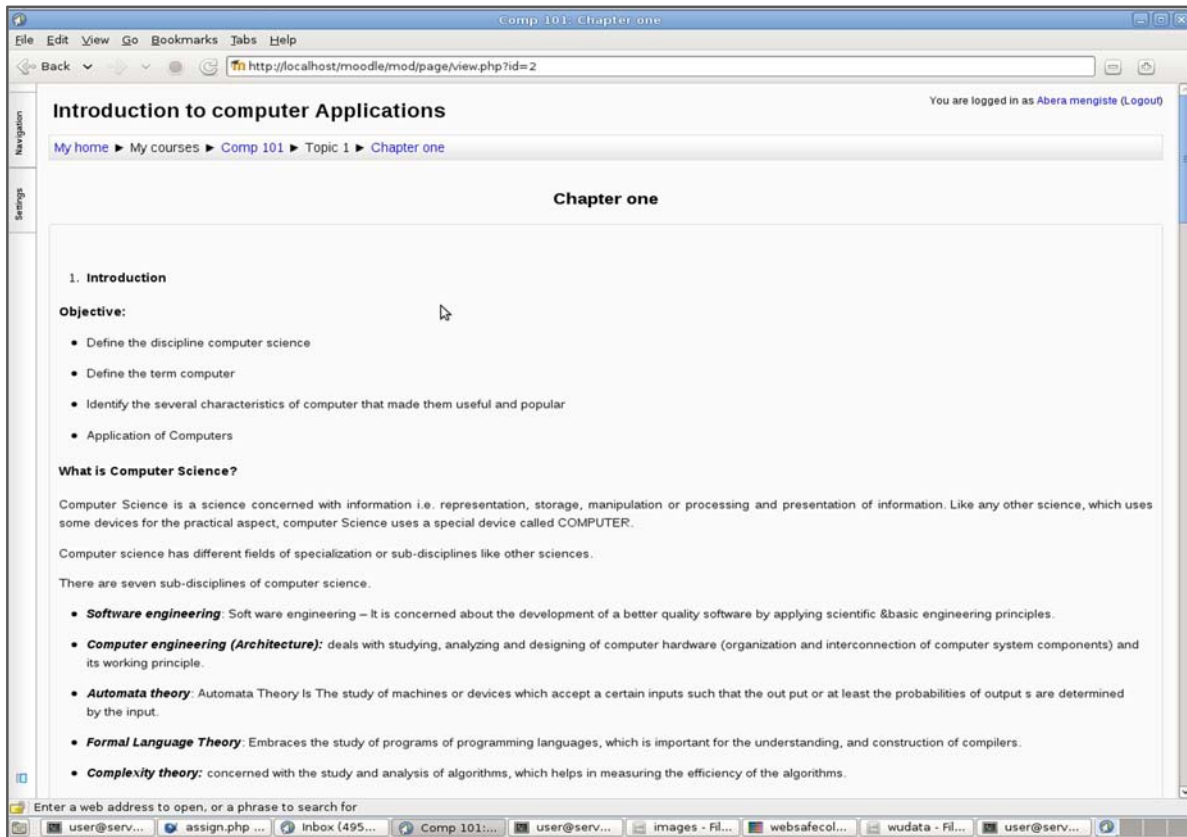 Comp 101: Chapter one
File Edit View Go Bookmarks Tabs Help
Back http://localhost/moodle/mod/page/view.php?id=2
Introduction to computer Applications
You are logged in as Abera mengiste (Logout)
Navigation
Settings
My home ► My courses ► Comp 101 ► Topic 1 ► Chapter one
Chapter one
1. Introduction
Objective:
• Define the discipline computer science
• Define the term computer
• Identify the several characteristics of computer that made them useful and popular
• Application of Computers
What is Computer Science?
Computer Science is a science concerned with information i.e. representation, storage, manipulation or processing and presentation of information. Like any other science, which uses
some devices for the practical aspect, computer Science uses a special device called COMPUTER.
Computer science has different fields of specialization or sub-disciplines like other sciences.
There are seven sub-disciplines of computer science.
• Software engineering: Soft ware engineering – It is concerned about the development of a better quality software by applying scientific &basic engineering principles.
• Computer engineering (Architecture): deals with studying, analyzing and designing of computer hardware (organization and interconnection of computer system components) and
its working principle.
• Automata theory: Automata Theory Is The study of machines or devices which accept a certain inputs such that the out put or at least the probabilities of output s are determined
by the input.
• Formal Language Theory: Embraces the study of programs of programming languages, which is important for the understanding, and construction of compilers.
• Complexity theory: concerned with the study and analysis of algorithms, which helps in measuring the efficiency of the algorithms.
Enter a web address to open, or a phrase to search for
user@serv... assign.php ... Inbox (495... Comp 101:... user@serv... images - Fil... websafecol... wudata - Fil... user@serv...